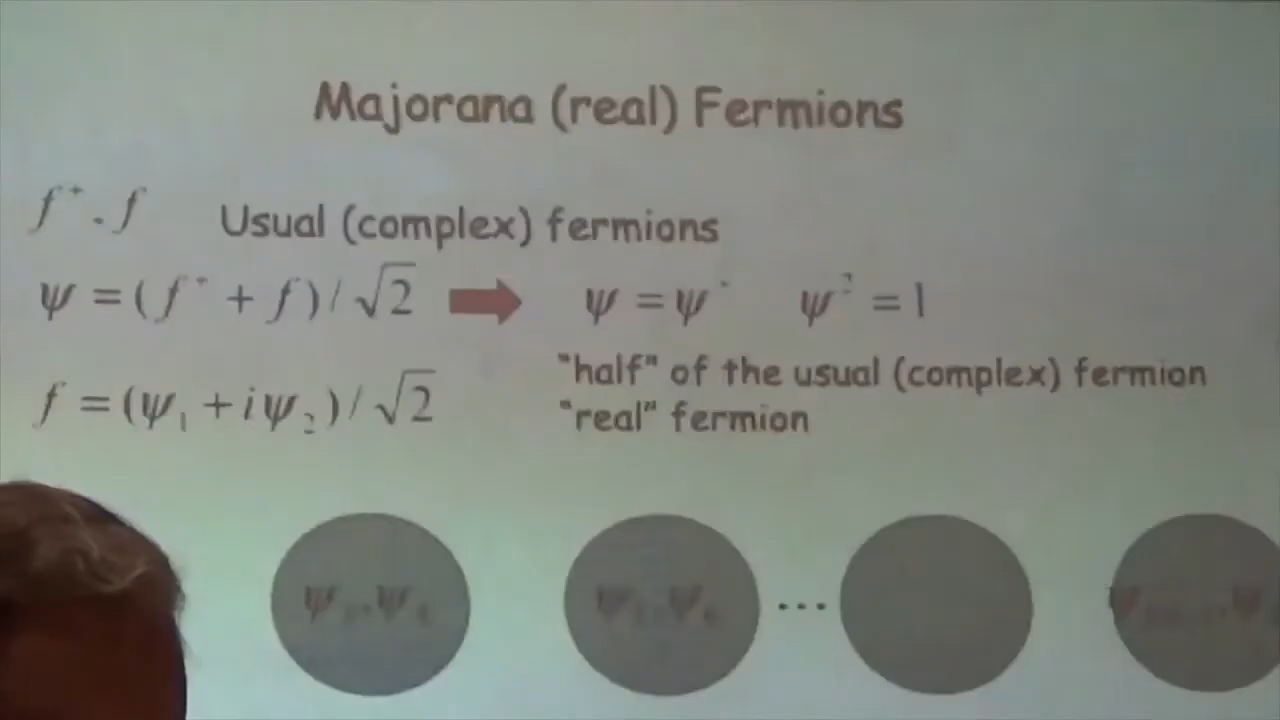 Majorana (real) Fermions
f⁺, f Usual (complex) fermions
ψ = (f⁺ + f) / √2 ➡ ψ = ψ⁺ ψ² = 1
"half" of the usual (complex) fermion
f = (ψ₁ + iψ₂) / √2
"real" fermion
ψ ψ ψ ψ ... ψ ψ